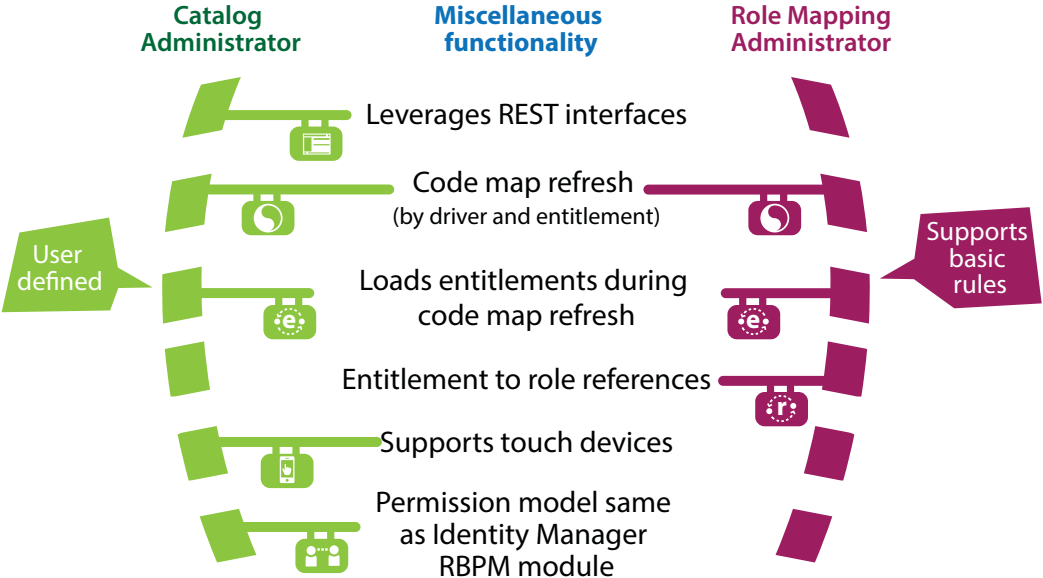 Catalog
Administrator
Miscellaneous
functionality
Role Mapping
Administrator
Leverages REST interfaces
Code map refresh
(by driver and entitlement)
User
defined
Supports
basic
rules
Loads entitlements during
code map refresh
e
e
Entitlement to role references
r
Supports touch devices
Permission model same
as Identity Manager
RBPM module